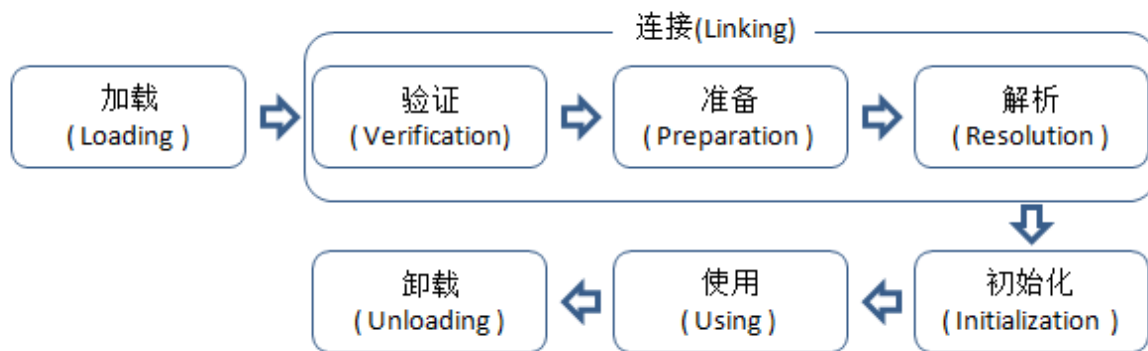 连接(Linking)
加载
( Loading )
验证
( Verification)
准备
( Preparation )
解析
( Resolution )
卸载
( Unloading )
使用
( Using )
初始化
( Initialization )